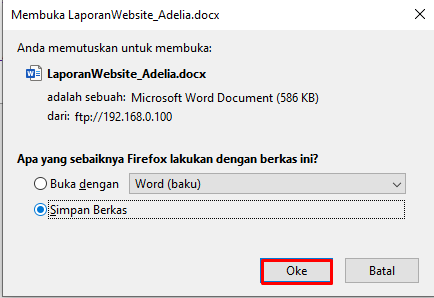 Membuka LaporanWebsite_Adelia.docx
Anda memutuskan untuk membuka:
LaporanWebsite_Adelia.docx
adalah sebuah: Microsoft Word Document (586 KB)
dari: ftp://192.168.0.100
Apa yang sebaiknya Firefox lakukan dengan berkas ini?
Buka dengan Word (baku)
Simpan Berkas
Oke Batal